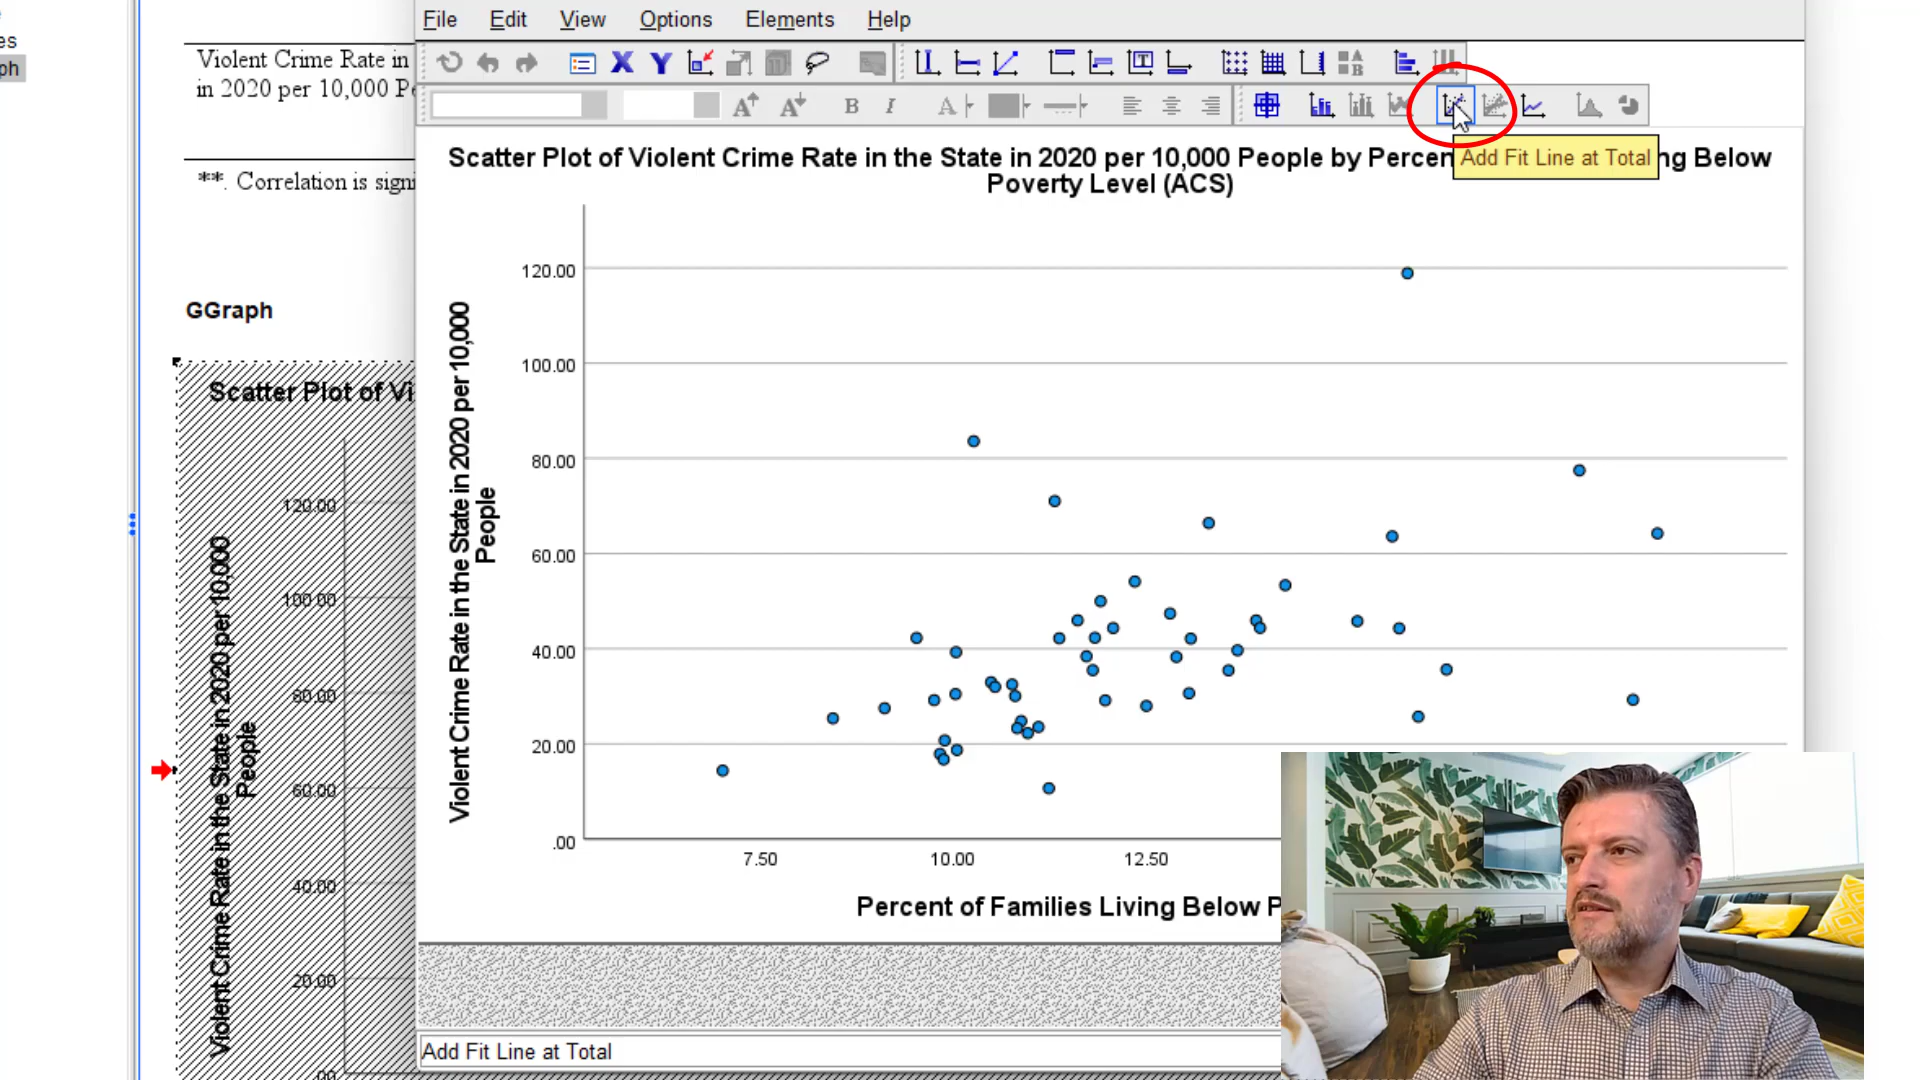 es
ph
Violent Crime Rate in
in 2020 per 10,000 Pe
**. Correlation is signi
GGraph
Scatter Plot of Vi
120.00
100.00
80.00
60.00
40.00
20.00
.00
Violent Crime Rate in the State in 2020 per 10,000
People
File Edit View Options Elements Help
X Y
A A B I A
Scatter Plot of Violent Crime Rate in the State in 2020 per 10,000 People by Percen
ng Below
Poverty Level (ACS)
Add Fit Line at Total
120.00
100.00
80.00
60.00
40.00
20.00
.00
Violent Crime Rate in the State in 2020 per 10,000
People
7.50 10.00 12.50
Percent of Families Living Below P
Add Fit Line at Total